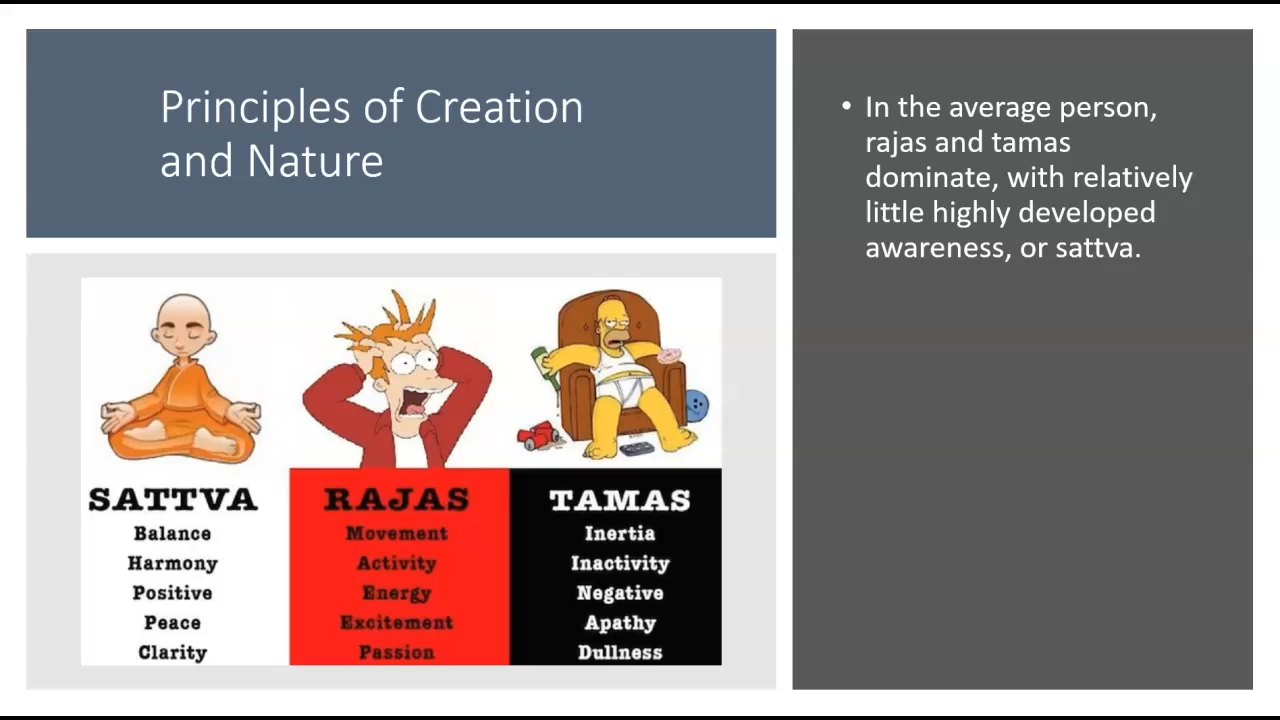 Principles of Creation
and Nature
• In the average person,
rajas and tamas
dominate, with relatively
little highly developed
awareness, or sattva.
SATTVA
Balance
Harmony
Positive
Peace
Clarity
RAJAS
Movement
Activity
Energy
Excitement
Passion
TAMAS
Inertia
Inactivity
Negative
Apathy
Dullness